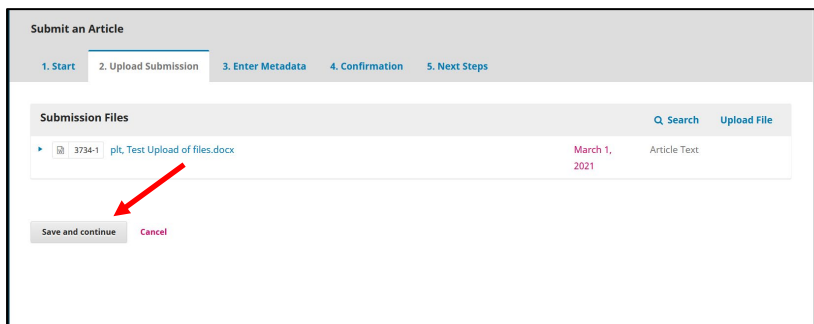 Submit an Article
1. Start 2. Upload Submission 3. Enter Metadata 4. Confirmation 5. Next Steps
Submission Files Search Upload File
3734-1 plt, Test Upload of files.docx March 1, Article Text
2021
Save and continue Cancel